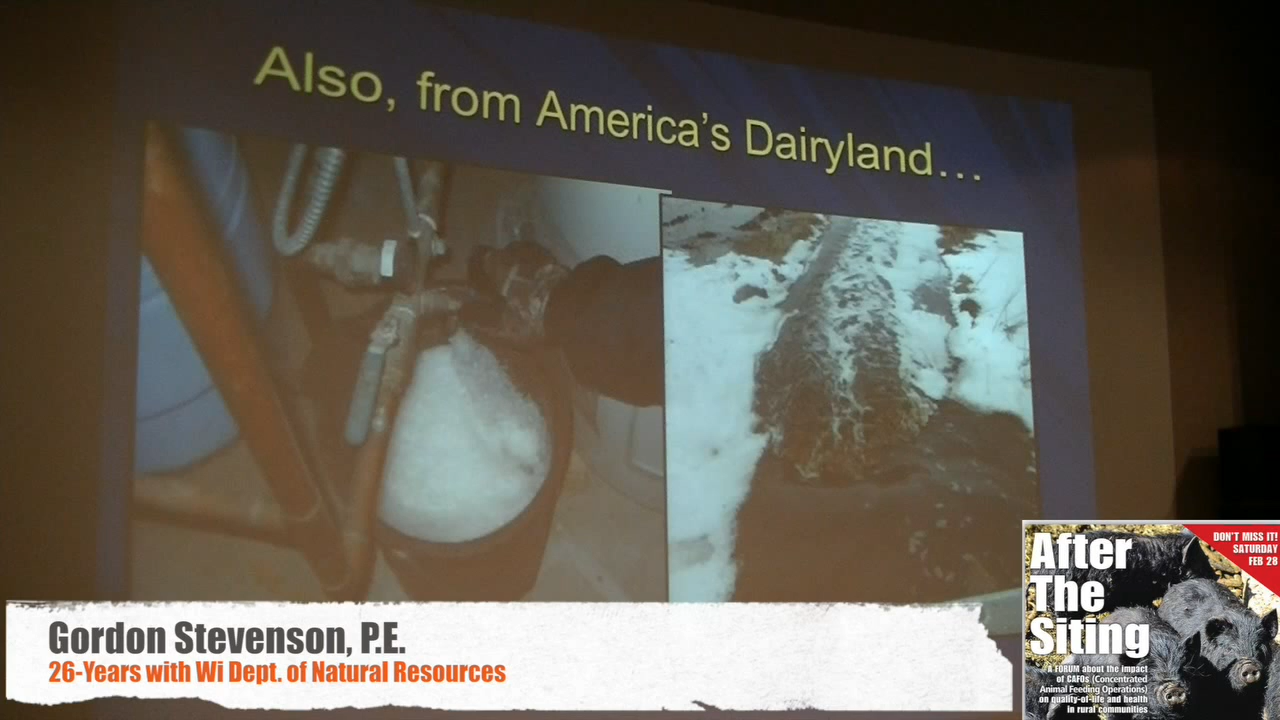 Also, from America's Dairyland...
Gordon Stevenson, P.E.
26-Years with Wi Dept. of Natural Resources
After
The
Siting
DON'T MISS IT!
SATURDAY
FEB 28
A FORUM about the impact
of CAFOs (Concentrated
Animal Feeding Operations)
on quality-of-life and health
in rural communities